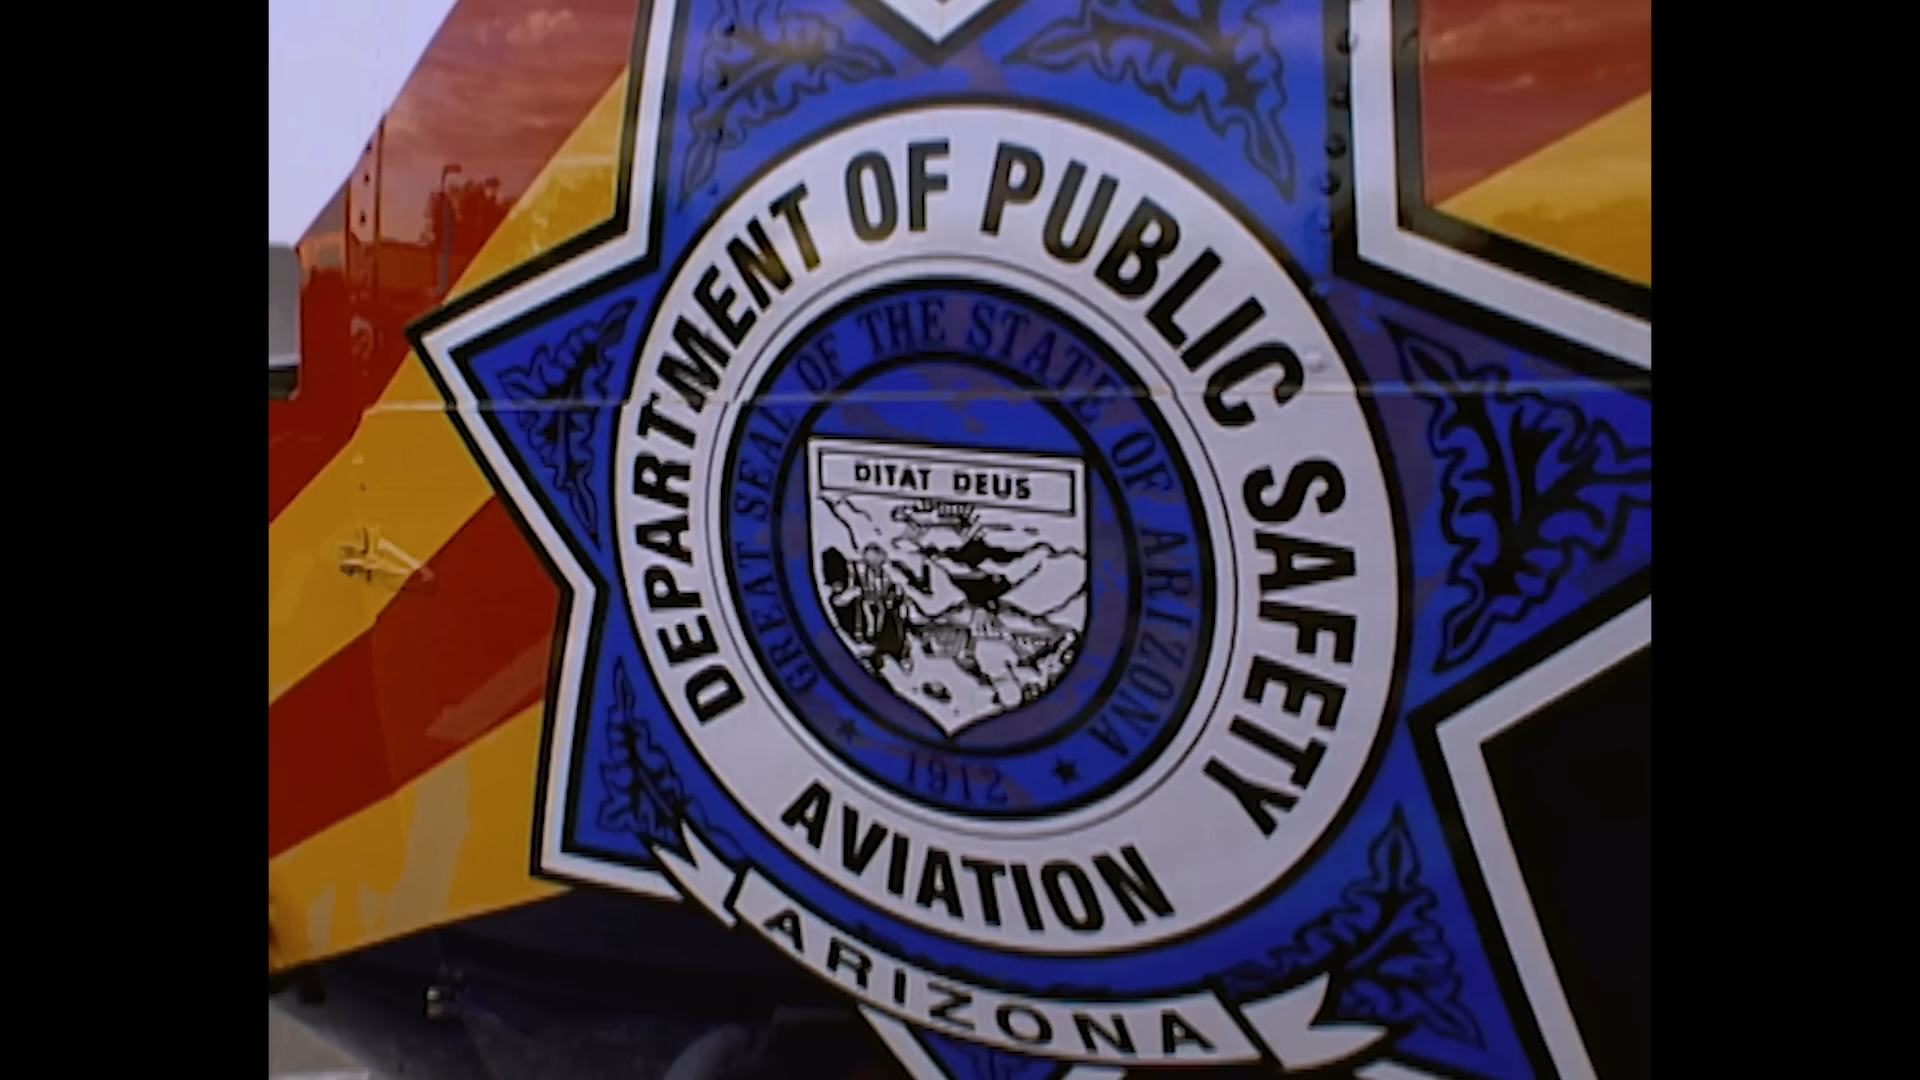 DEPARTMENT OF PUBLIC SAFETY
GREAT SEAL OF THE STATE OF ARIZONA
DITAT DEUS
1912
AVIATION
ARIZONA